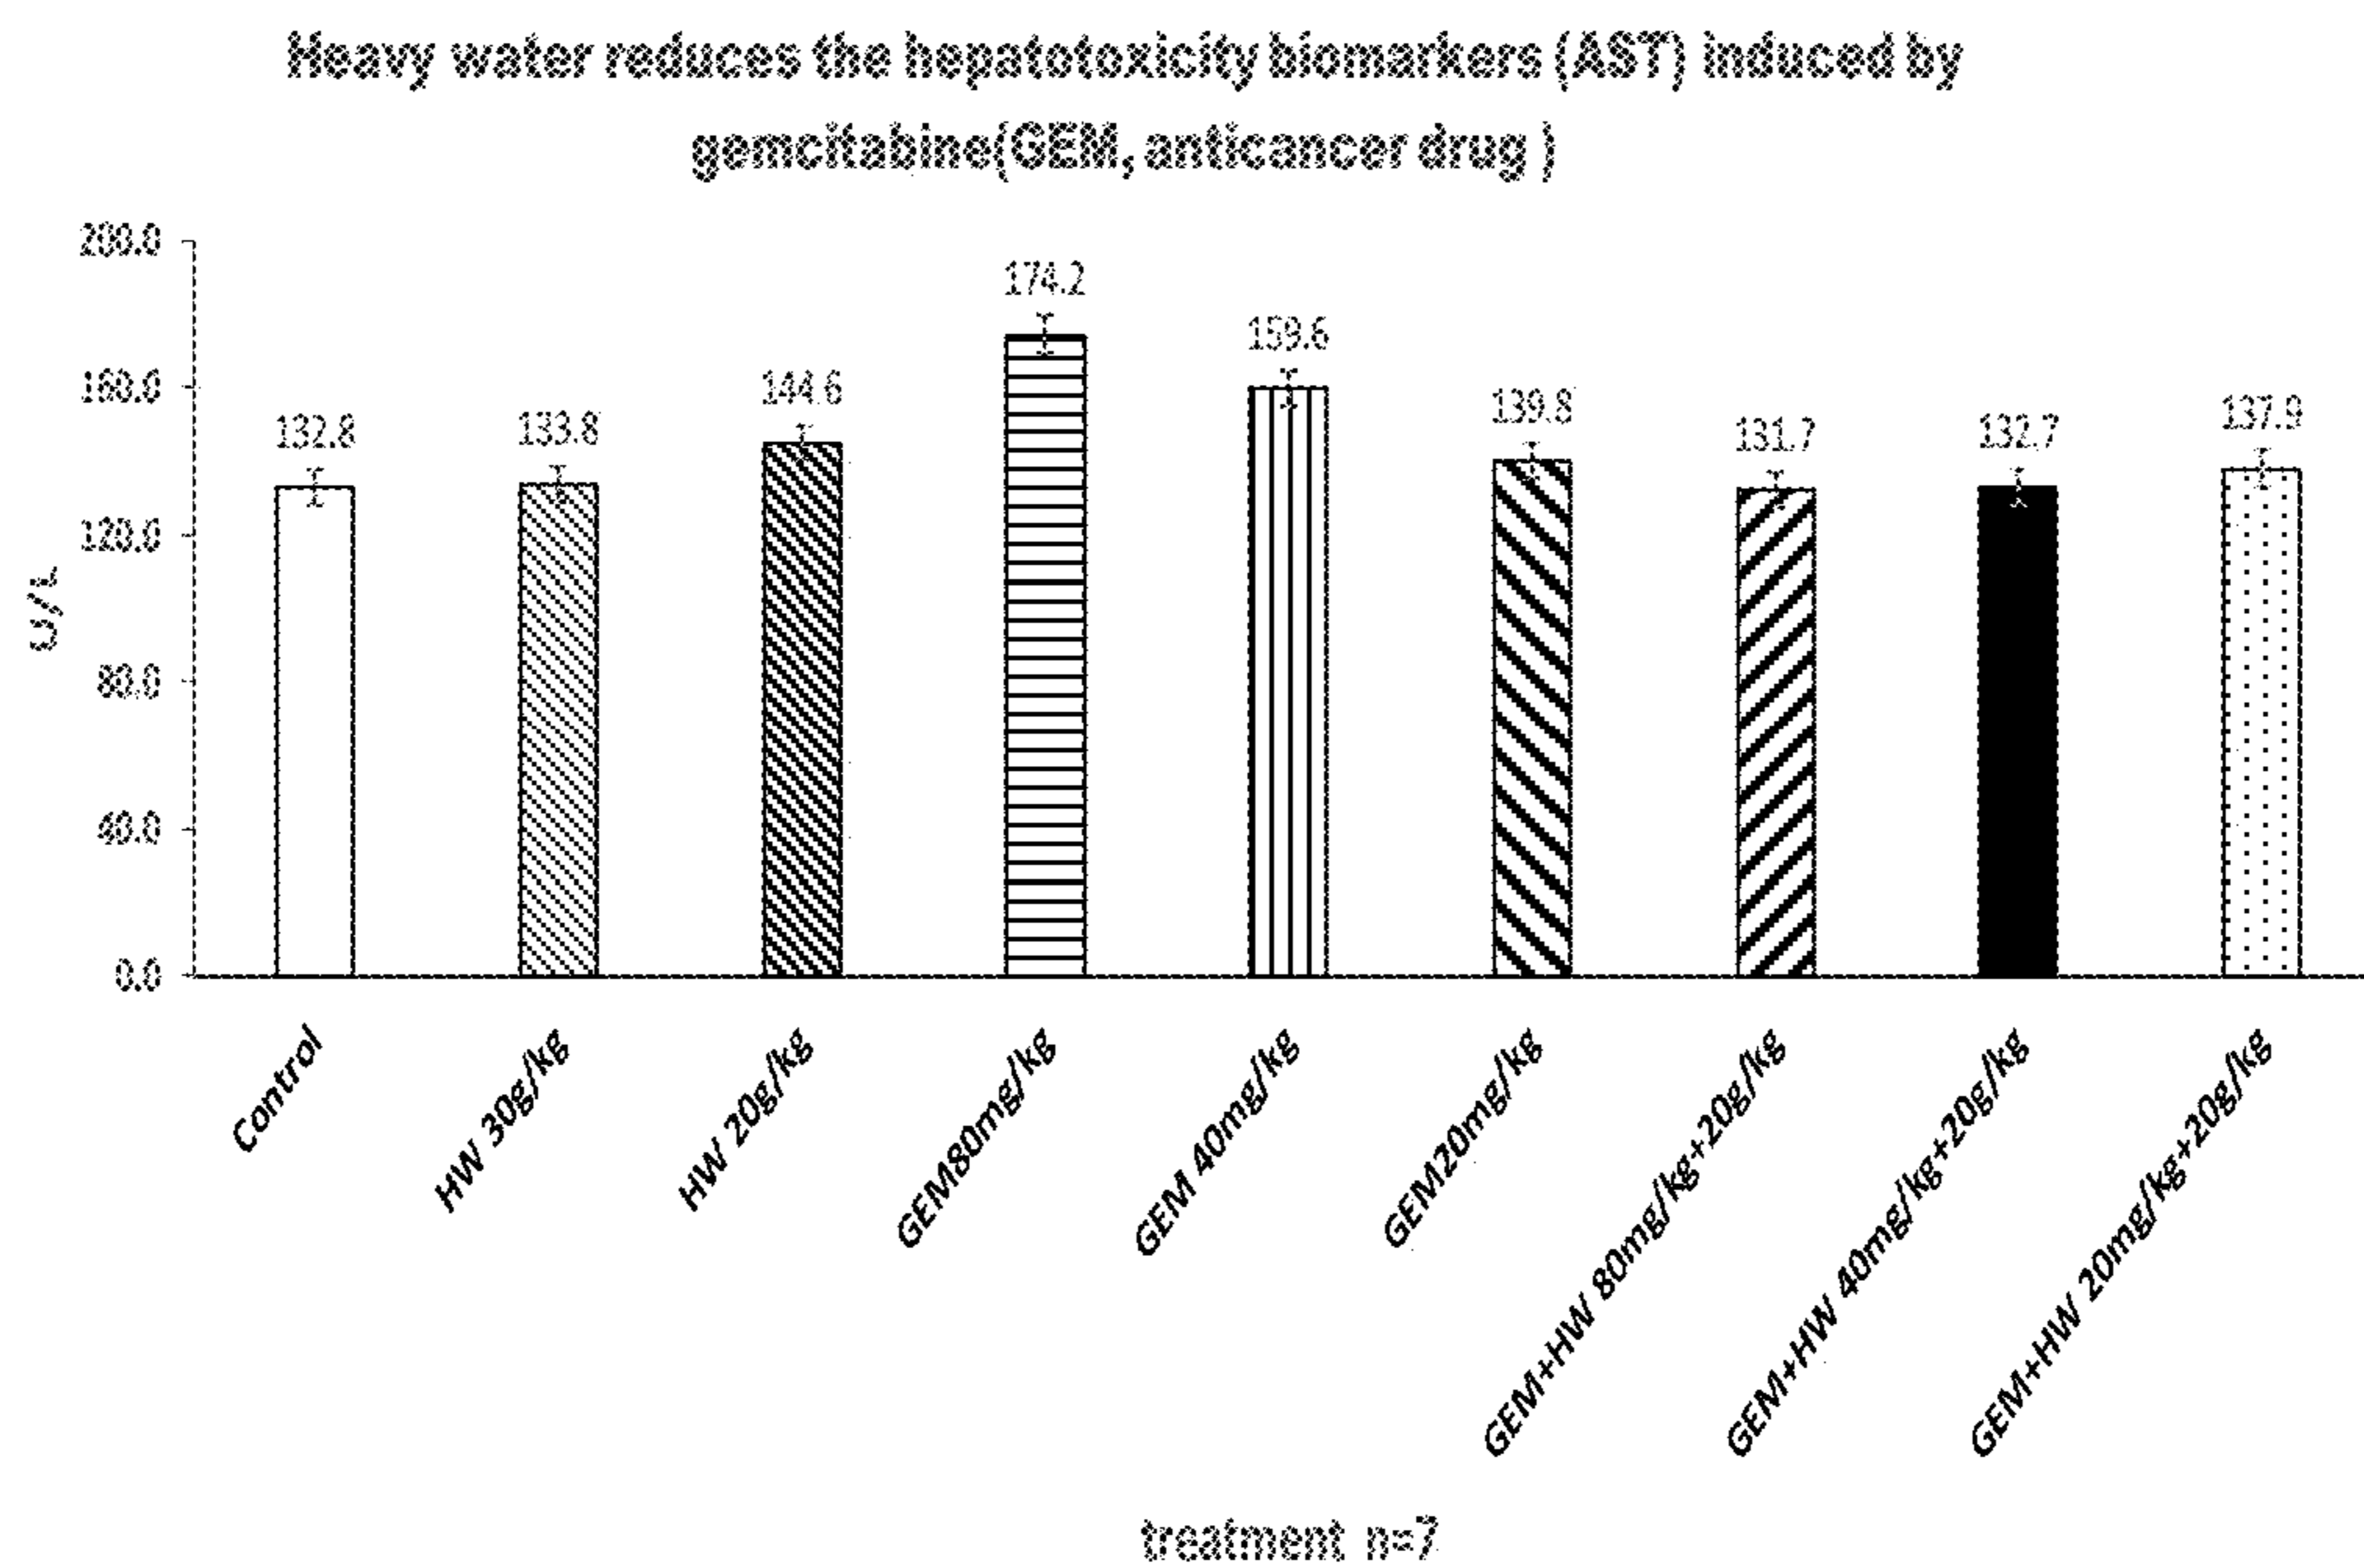 Heavy water reduces the hepatotoxicity biomarkers (AST) induced by
gemcitabine(GEM, anticancer drug )
U/L
200.0
160.0
120.0
80.0
40.0
0.0
132.8
133.8
144.6
174.2
159.6
139.8
131.7
132.7
137.9
Control
HW 30g/kg
HW 20g/kg
GEM80mg/kg
GEM 40mg/kg
GEM20mg/kg
GEM+HW 80mg/kg+20g/kg
GEM+HW 40mg/kg+20g/kg
GEM+HW 20mg/kg+20g/kg
treatment n=7